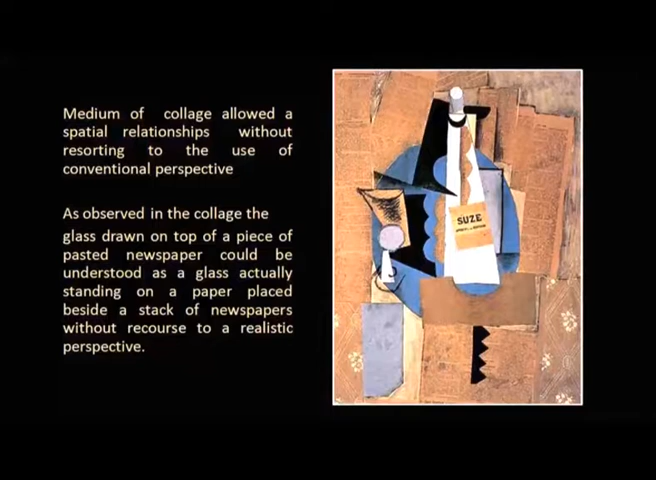 Medium of collage allowed a
spatial relationships without
resorting to the use of
conventional perspective
As observed in the collage the
glass drawn on top of a piece of
pasted newspaper could be
understood as a glass actually
standing on a paper placed
beside a stack of newspapers
without recourse to a realistic
perspective.
SUZE